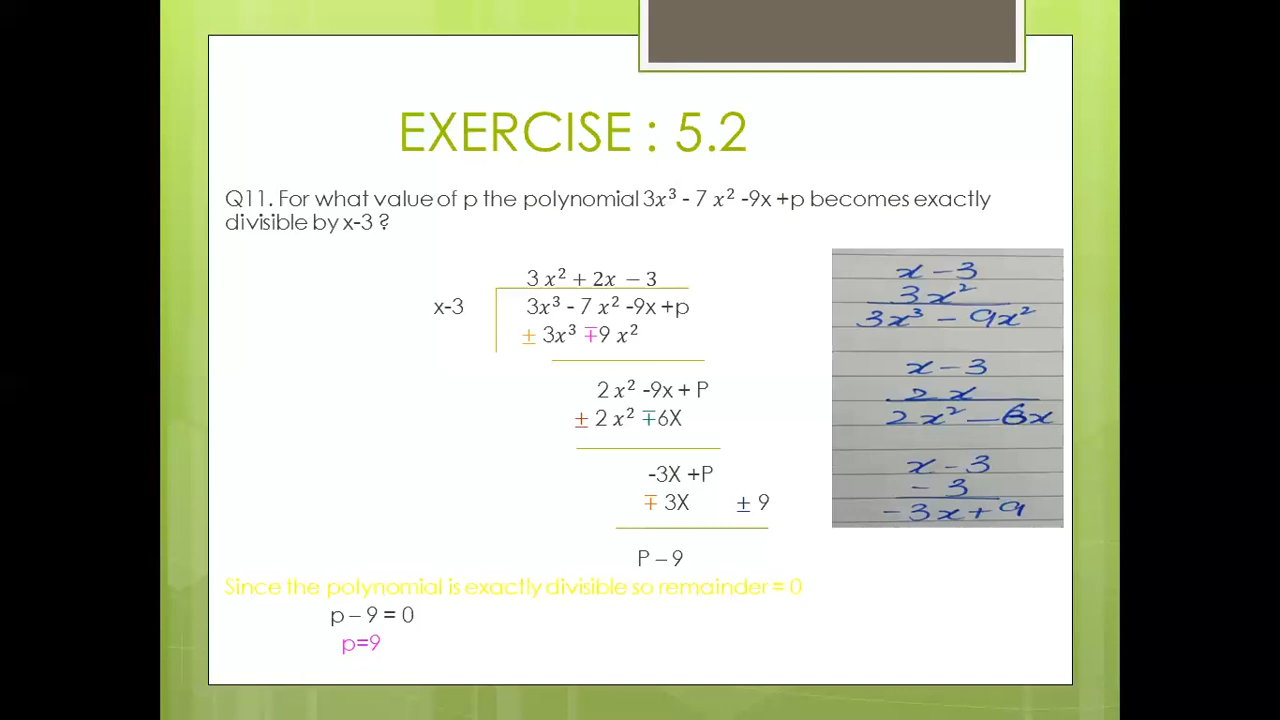 EXERCISE : 5.2
Q11. For what value of p the polynomial 3x³ - 7 x² -9x +p becomes exactly
divisible by x-3 ?
3 x² + 2x − 3
x-3 3x³ - 7 x² -9x +p
± 3x³ ∓9 x²
2 x² -9x + P
± 2 x² ∓6X
-3X +P
∓ 3X ± 9
P – 9
Since the polynomial is exactly divisible so remainder = 0
p – 9 = 0
p=9
x - 3
3x²
3x³ - 9x²
x - 3
2x
2x² - 6x
x - 3
- 3
- 3x + 9